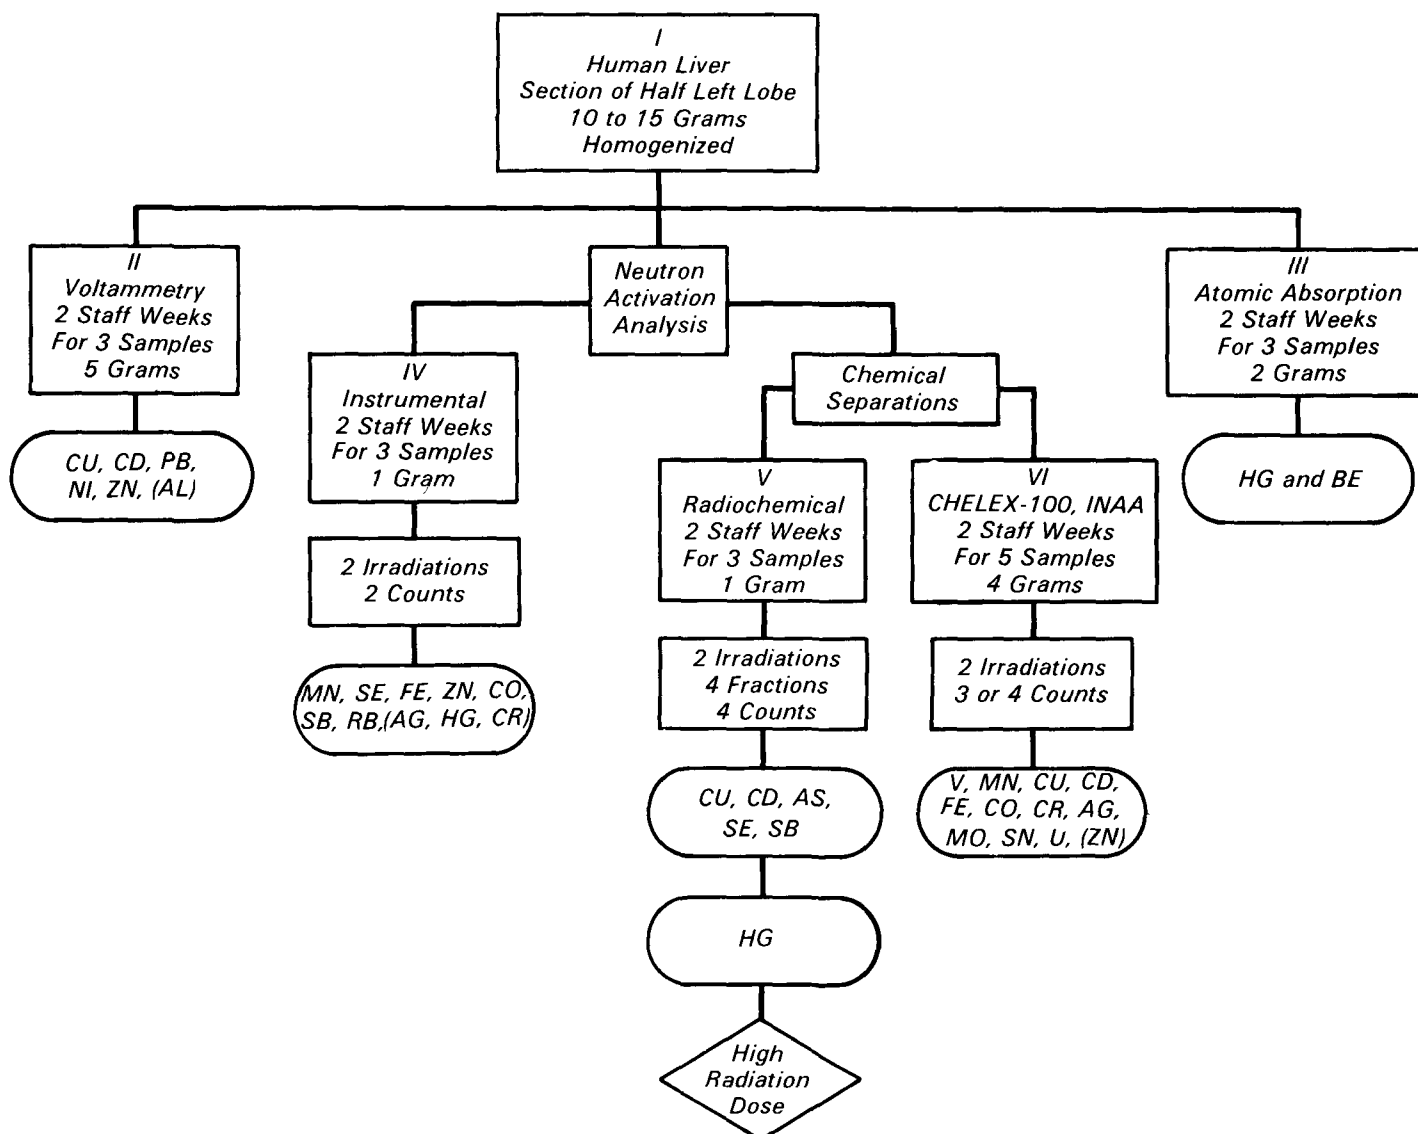 I
Human Liver
Section of Half Left Lobe
10 to 15 Grams
Homogenized
II
Voltammetry
2 Staff Weeks
For 3 Samples
5 Grams
CU, CD, PB,
NI, ZN, (AL)
Neutron
Activation
Analysis
III
Atomic Absorption
2 Staff Weeks
For 3 Samples
2 Grams
HG and BE
IV
Instrumental
2 Staff Weeks
For 3 Samples
1 Gram
2 Irradiations
2 Counts
MN, SE, FE, ZN, CO,
SB, RB,(AG, HG, CR)
Chemical
Separations
V
Radiochemical
2 Staff Weeks
For 3 Samples
1 Gram
2 Irradiations
4 Fractions
4 Counts
CU, CD, AS,
SE, SB
HG
High
Radiation
Dose
VI
CHELEX-100, INAA
2 Staff Weeks
For 5 Samples
4 Grams
2 Irradiations
3 or 4 Counts
V, MN, CU, CD,
FE, CO, CR, AG,
MO, SN, U, (ZN)